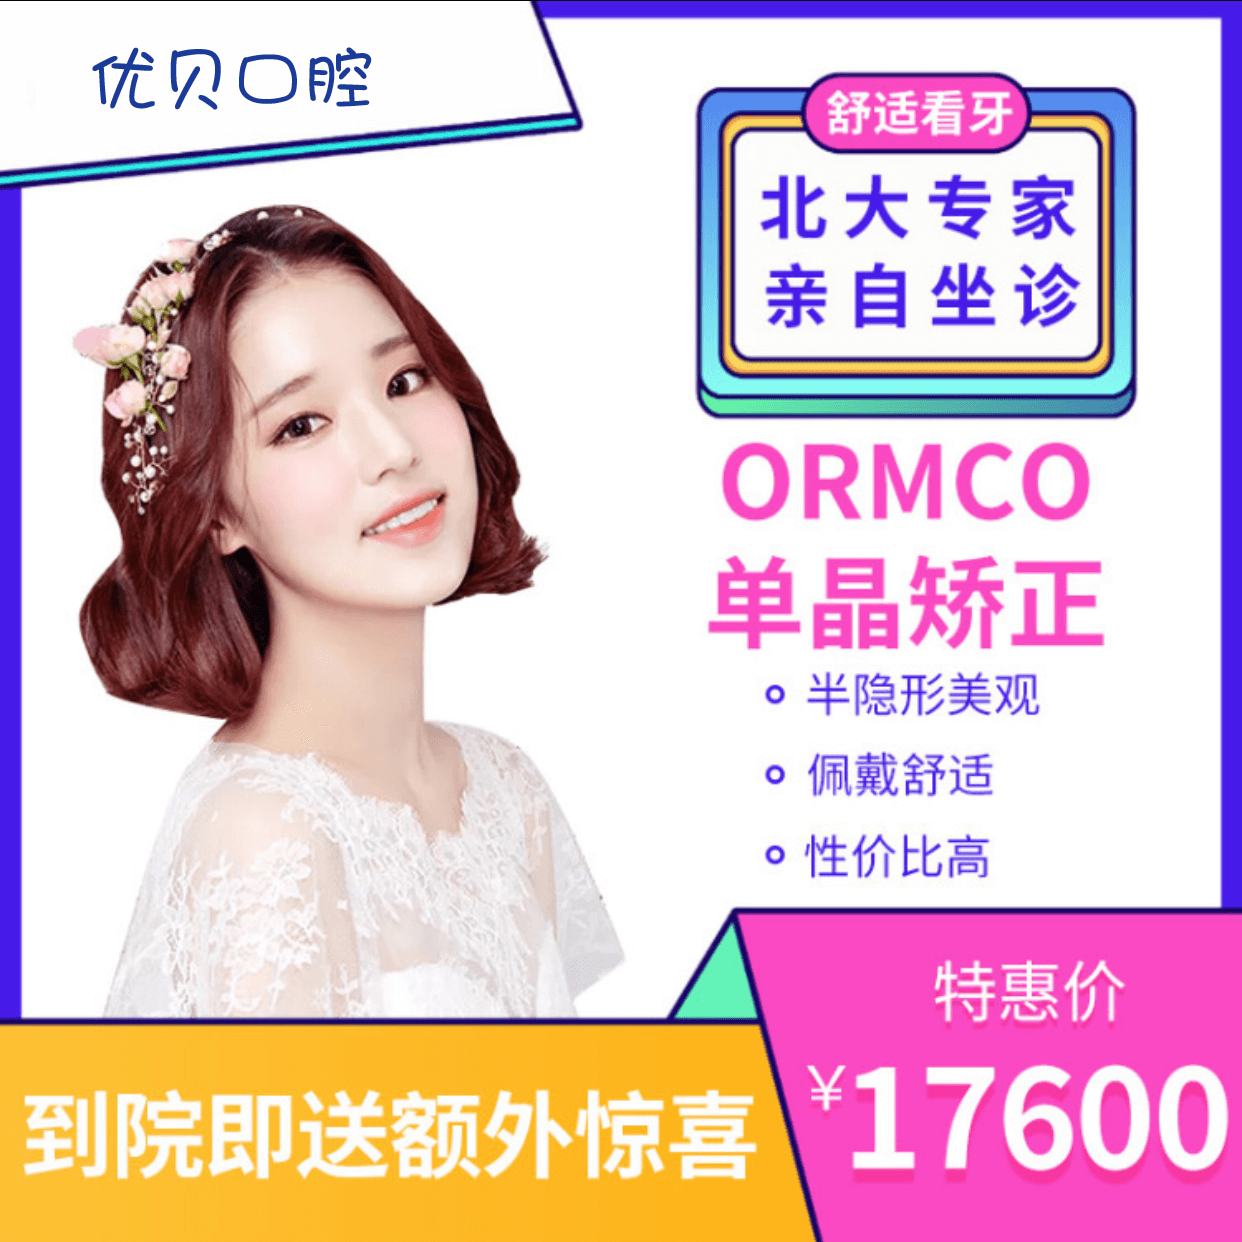 优贝口腔
舒适看牙
北大专家
亲自坐诊
ORMCO
单晶矫正
半隐形美观
佩戴舒适
性价比高
特惠价
¥17600
到院即送额外惊喜